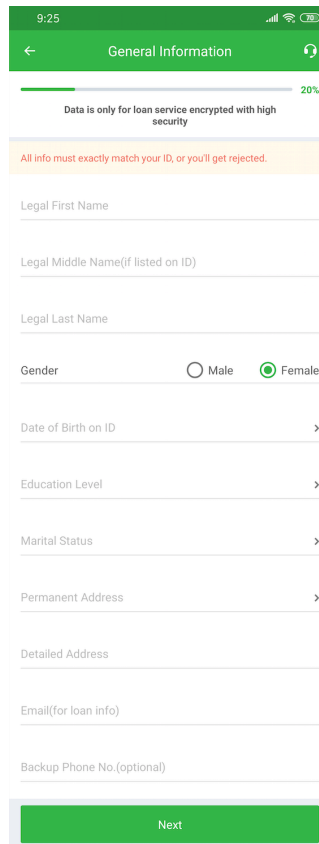 9:25
70
General Information
20%
Data is only for loan service encrypted with high
security
All info must exactly match your ID, or you'll get rejected.
Legal First Name
Legal Middle Name(if listed on ID)
Legal Last Name
Gender Male Female
Date of Birth on ID
Education Level
Marital Status
Permanent Address
Detailed Address
Email(for loan info)
Backup Phone No.(optional)
Next